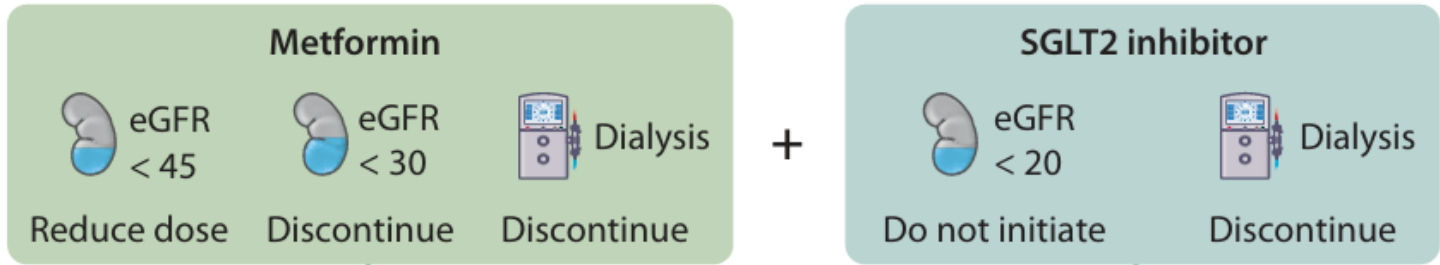 Metformin
eGFR
< 45
Reduce dose
eGFR
< 30
Discontinue
Dialysis
Discontinue
+
SGLT2 inhibitor
eGFR
< 20
Do not initiate
Dialysis
Discontinue